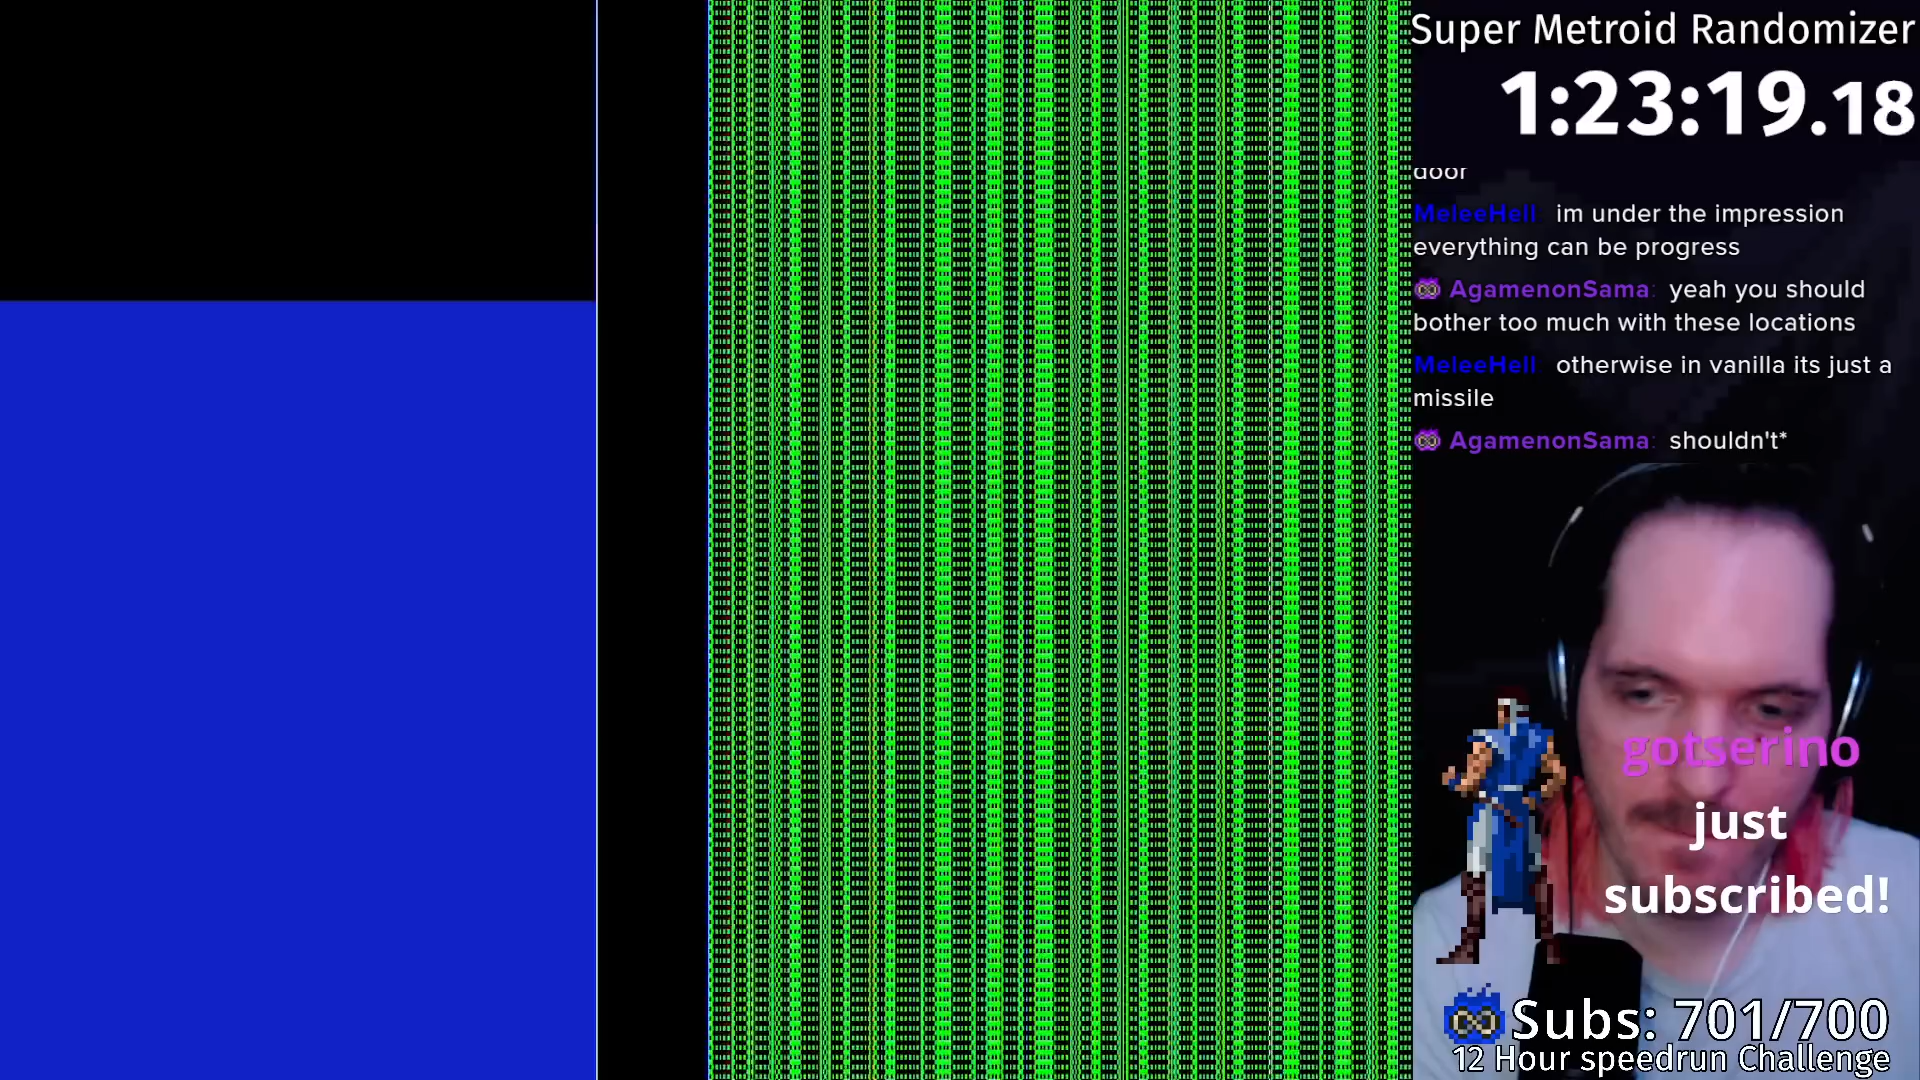 Super Metroid Randomizer
1:23:19.18
door
MeleeHell im under the impression
everything can be progress
AgamenonSama: yeah you should
bother too much with these locations
MeleeHell otherwise in vanilla its just a
missile
AgamenonSama: shouldn't*
gotserino
just
subscribed!
Subs: 701/700
12 Hour speedrun Challenge